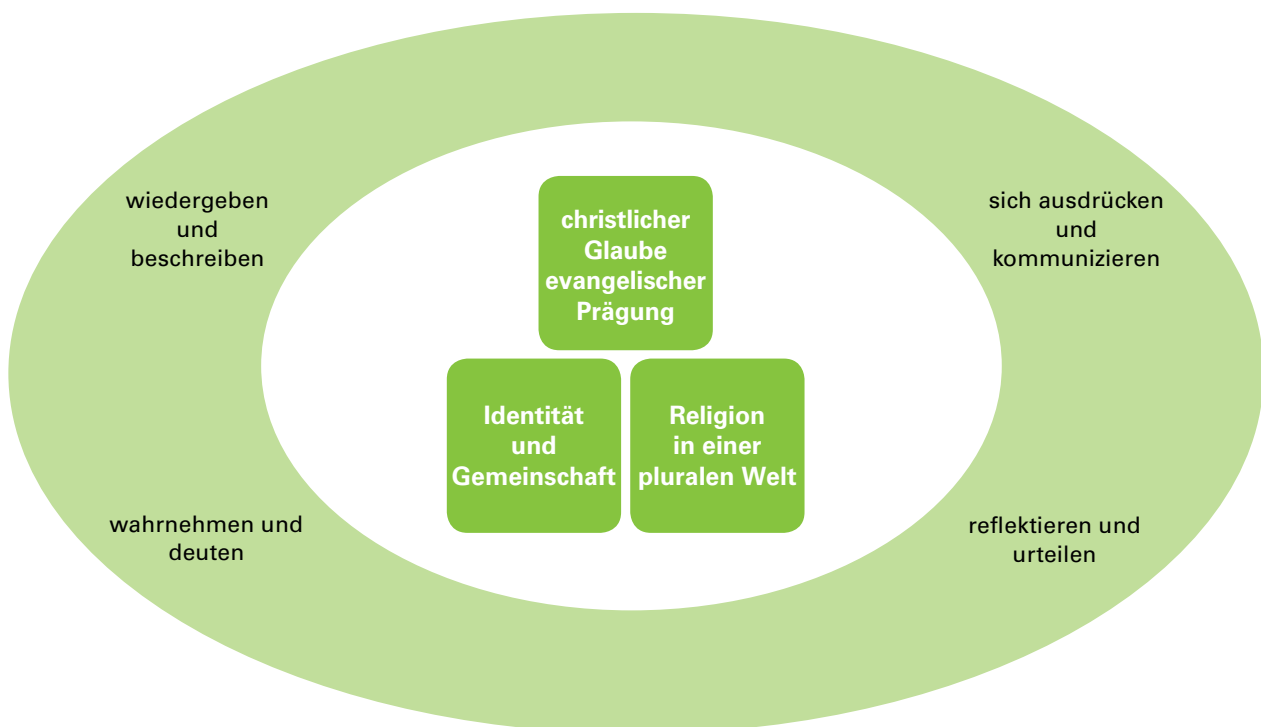 wiedergeben
und
beschreiben
christlicher
Glaube
evangelischer
Prägung
sich ausdrücken
und
kommunizieren
Identität
und
Gemeinschaft
Religion
in einer
pluralen Welt
wahrnehmen und
deuten
reflektieren und
urteilen